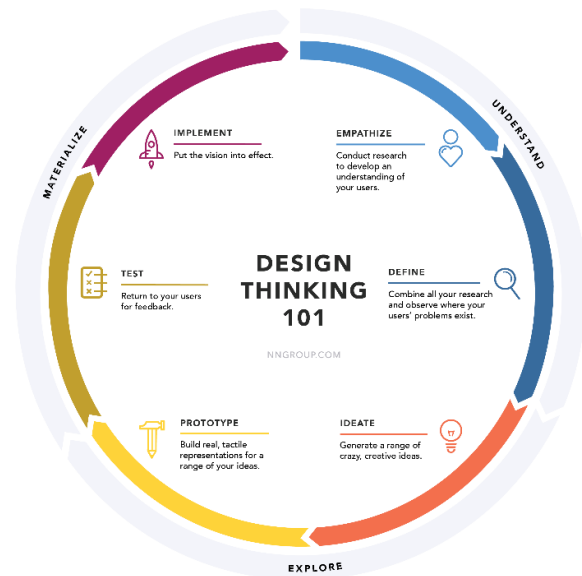 DESIGN
THINKING
101
NNGROUP.COM
UNDERSTAND
EMPATHIZE
Conduct research
to develop an
understanding of
your users.
DEFINE
Combine all your research
and observe where your
users' problems exist.
EXPLORE
IDEATE
Generate a range of
crazy, creative ideas.
PROTOTYPE
Build real, tactile
representations for a
range of your ideas.
MATERIALIZE
TEST
Return to your users
for feedback.
IMPLEMENT
Put the vision into effect.